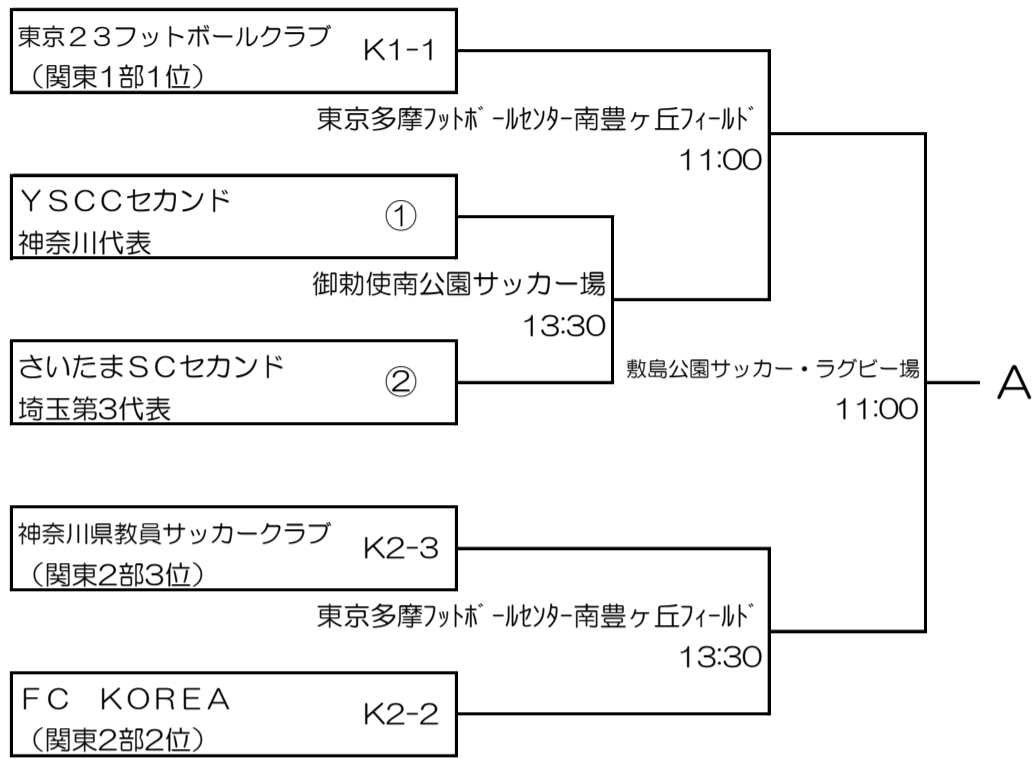 東京２３フットボールクラブ
（関東1部1位）
K1-1
東京多摩ﾌｯﾄﾎﾞｰﾙｾﾝﾀｰ南豊ヶ丘ﾌｨｰﾙﾄﾞ
11:00
ＹＳＣＣセカンド
神奈川代表
①
御勅使南公園サッカー場
13:30
さいたまＳＣセカンド
埼玉第3代表
②
敷島公園サッカー・ラグビー場
11:00
A
神奈川県教員サッカークラブ
（関東2部3位）
K2-3
東京多摩ﾌｯﾄﾎﾞｰﾙｾﾝﾀｰ南豊ヶ丘ﾌｨｰﾙﾄﾞ
13:30
ＦＣ　ＫＯＲＥＡ
（関東2部2位）
K2-2